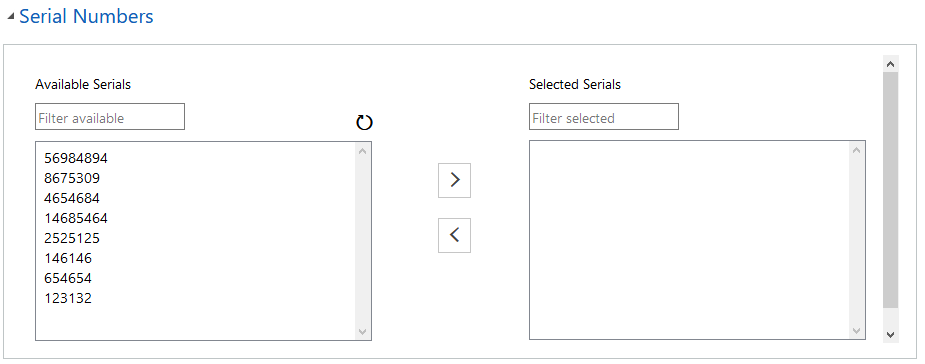 Serial Numbers
Available Serials
Filter available
56984894
8675309
4654684
14685464
2525125
146146
654654
123132
Selected Serials
Filter selected